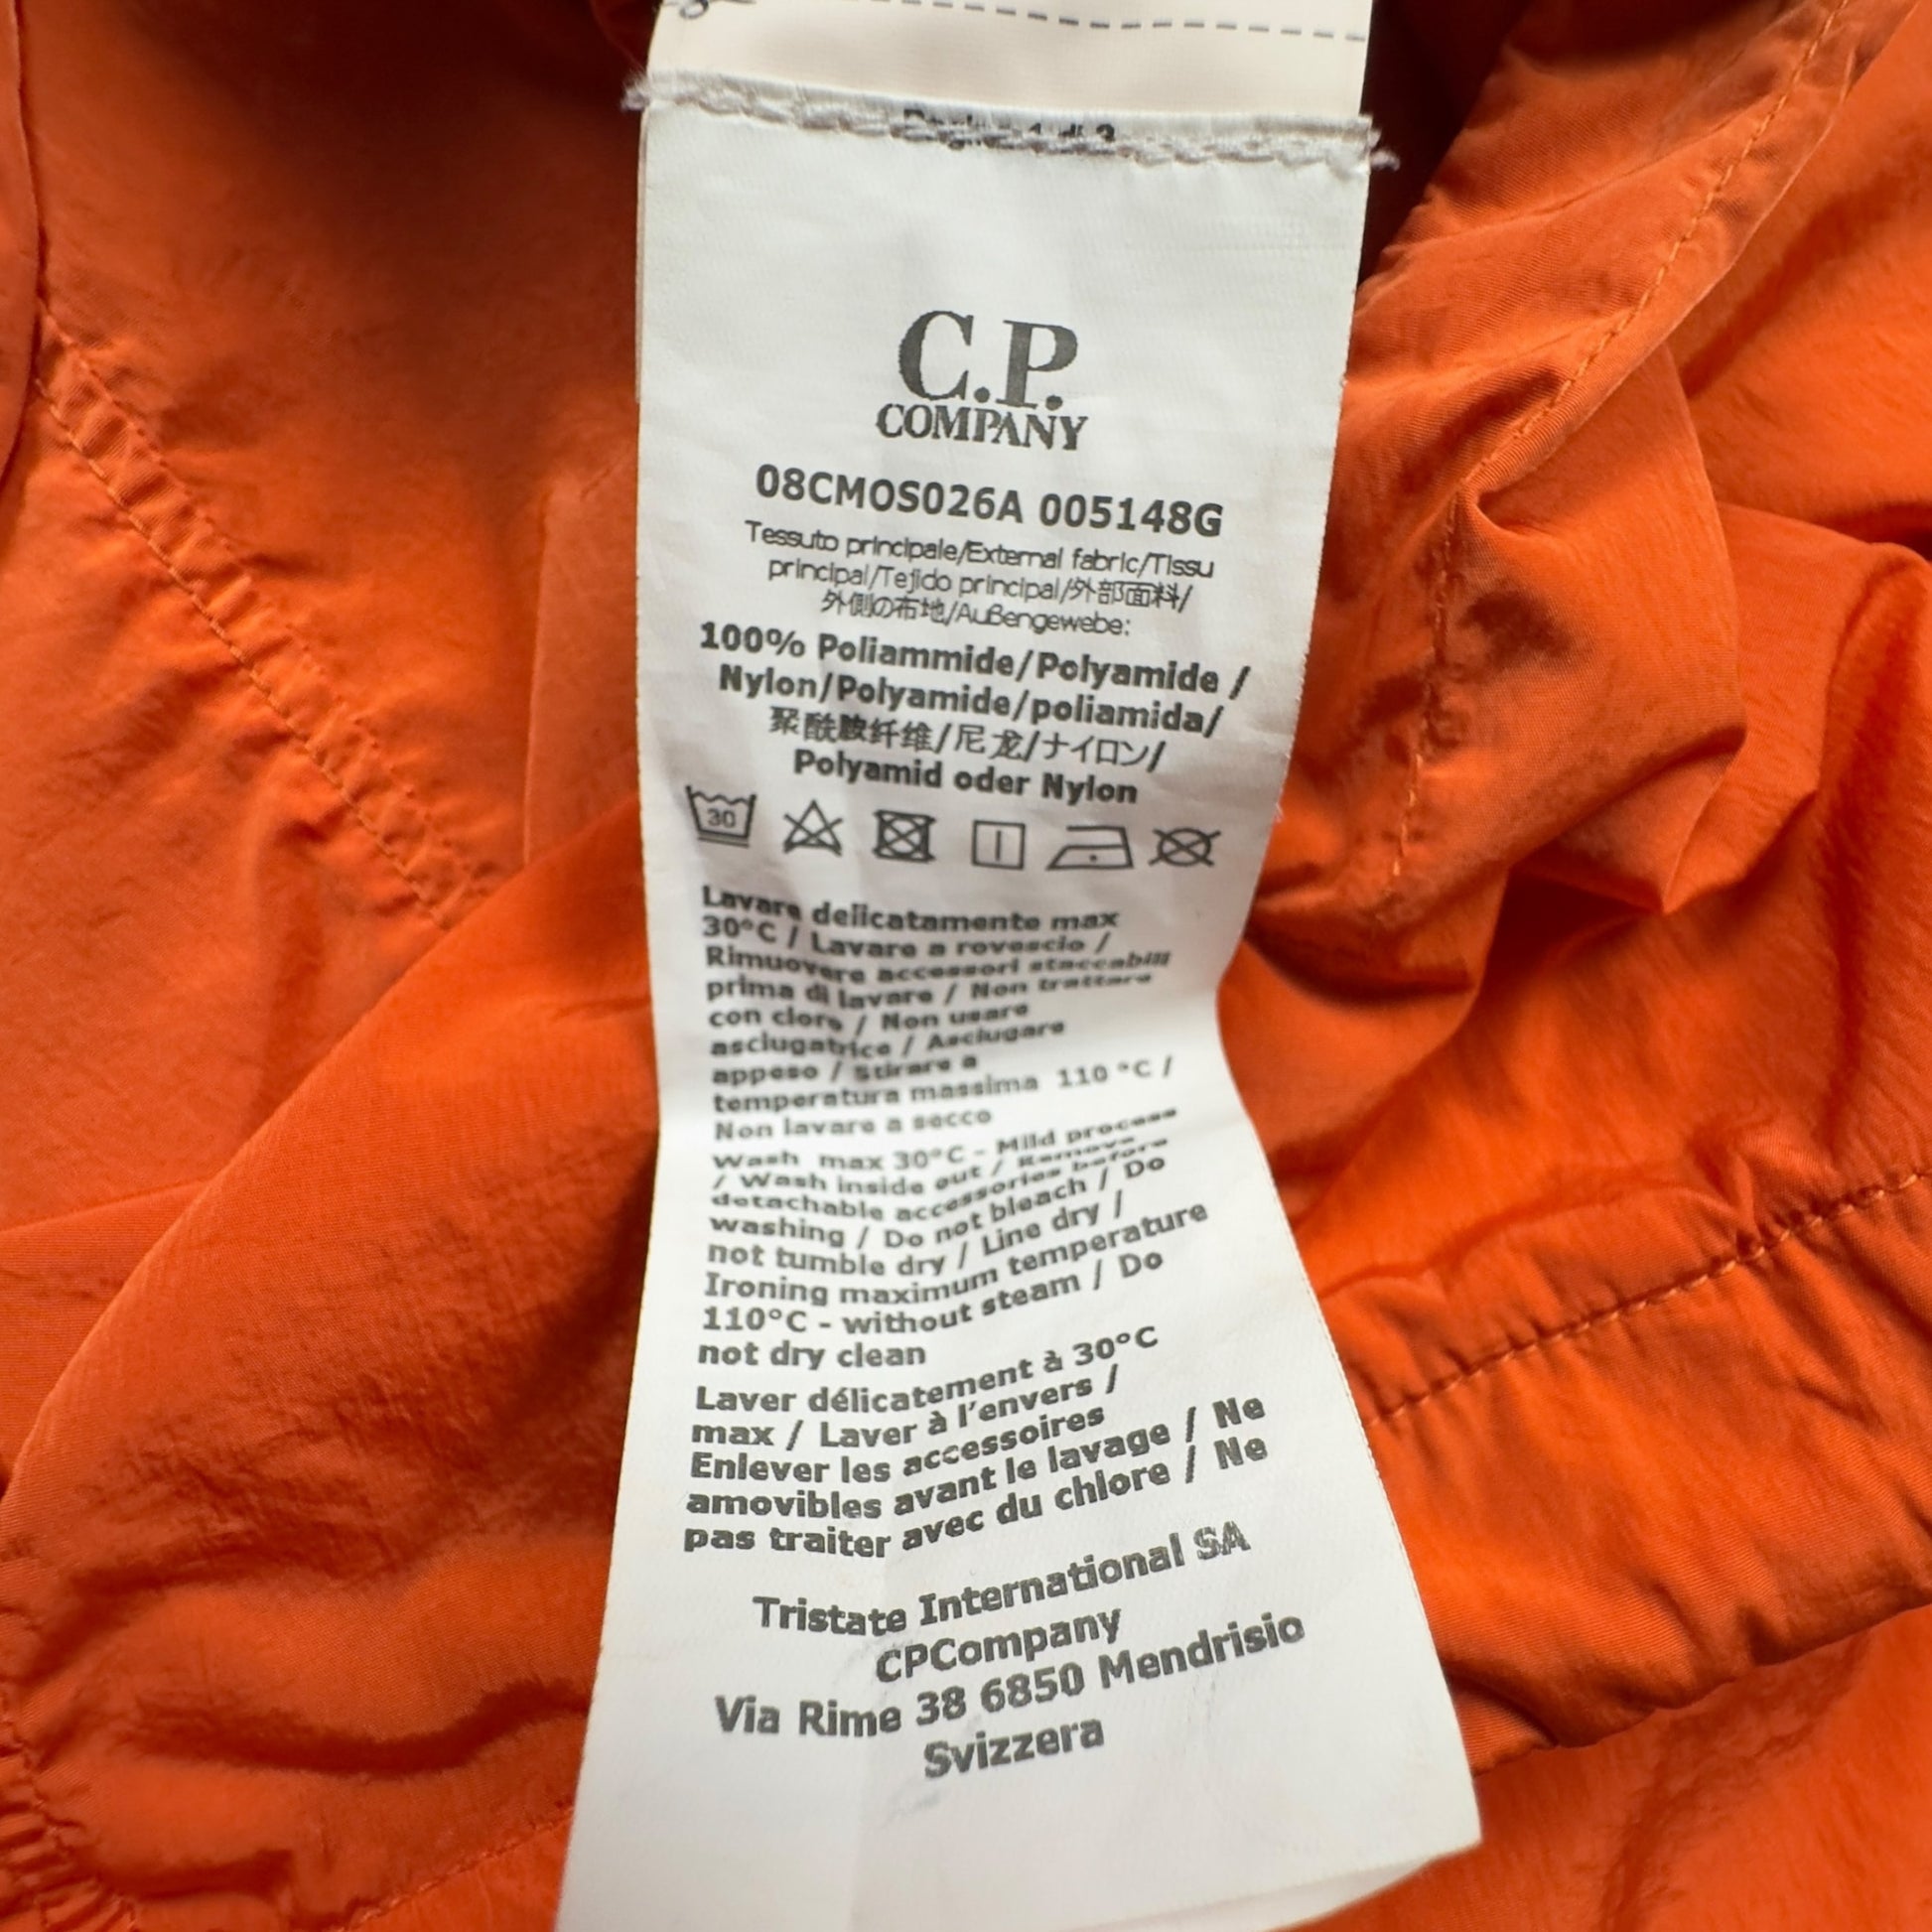 Pagina 1 di 3
C.P.
COMPANY
08CMOS026A 005148G
Tessuto principale/External fabric/Tissu
principal/Tejido principal/外部面料/
外側の布地/Außengewebe:
100% Poliammide/Polyamide /
Nylon/Polyamide/poliamida/
聚酰胺纤维/尼龙/ナイロン/
Polyamid oder Nylon
30
Lavare delicatamente max
30°C / Lavare a rovescio /
Rimuovere accessori staccabili
prima di lavare / Non trattare
con cloro / Non usare
asciugatrice / Asciugare
appeso / Stirare a
temperatura massima 110 °C /
Non lavare a secco
Wash max 30°C - Mild process
/ Wash inside out / Remove
detachable accessories before
washing / Do not bleach / Do
not tumble dry / Line dry /
Ironing maximum temperature
110°C - without steam / Do
not dry clean
Laver délicatement à 30°C
max / Laver à l'envers /
Enlever les accessoires
amovibles avant le lavage / Ne
pas traiter avec du chlore / Ne
Tristate International SA
CPCompany
Via Rime 38 6850 Mendrisio
Svizzera